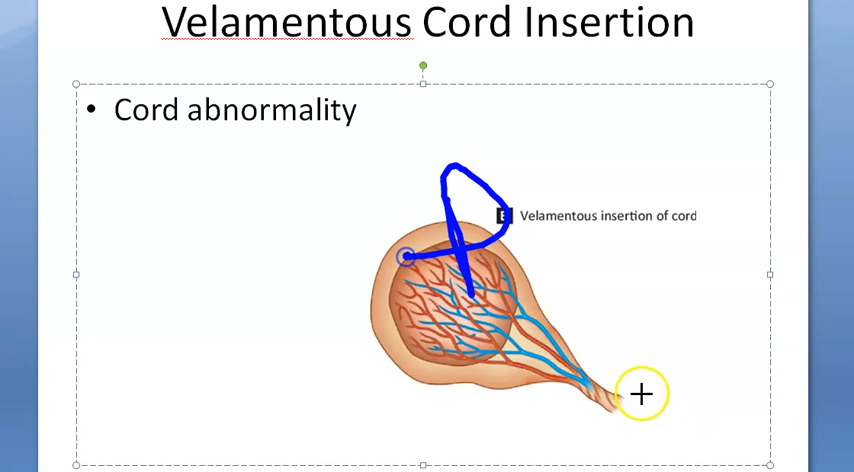 Velamentous Cord Insertion
• Cord abnormality
Velamentous insertion of cord